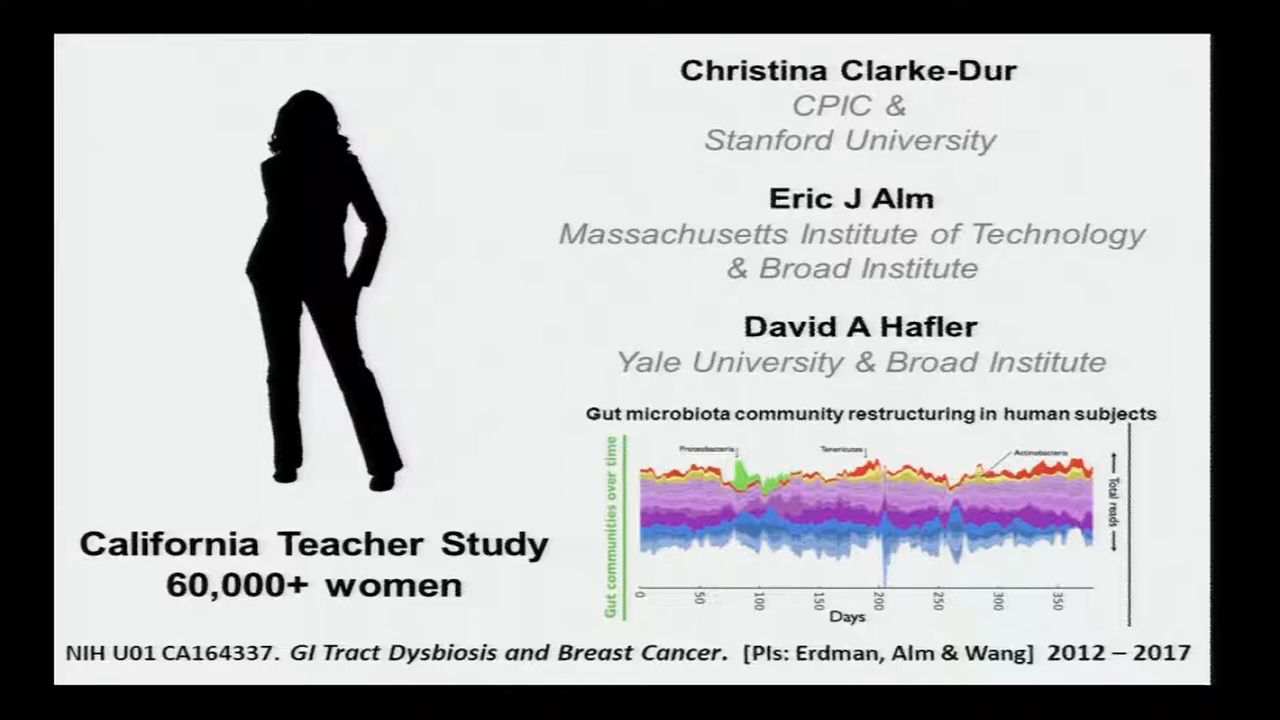 Christina Clarke-Dur
CPIC &
Stanford University
Eric J Alm
Massachusetts Institute of Technology
& Broad Institute
David A Hafler
Yale University & Broad Institute
Gut microbiota community restructuring in human subjects
Gut communities over time
Proteobacteria
Tenericutes
Actinobacteria
Total reads
0 50 100 150 200 250 300 350
Days
California Teacher Study
60,000+ women
NIH U01 CA164337. GI Tract Dysbiosis and Breast Cancer. [PIs: Erdman, Alm & Wang] 2012 – 2017